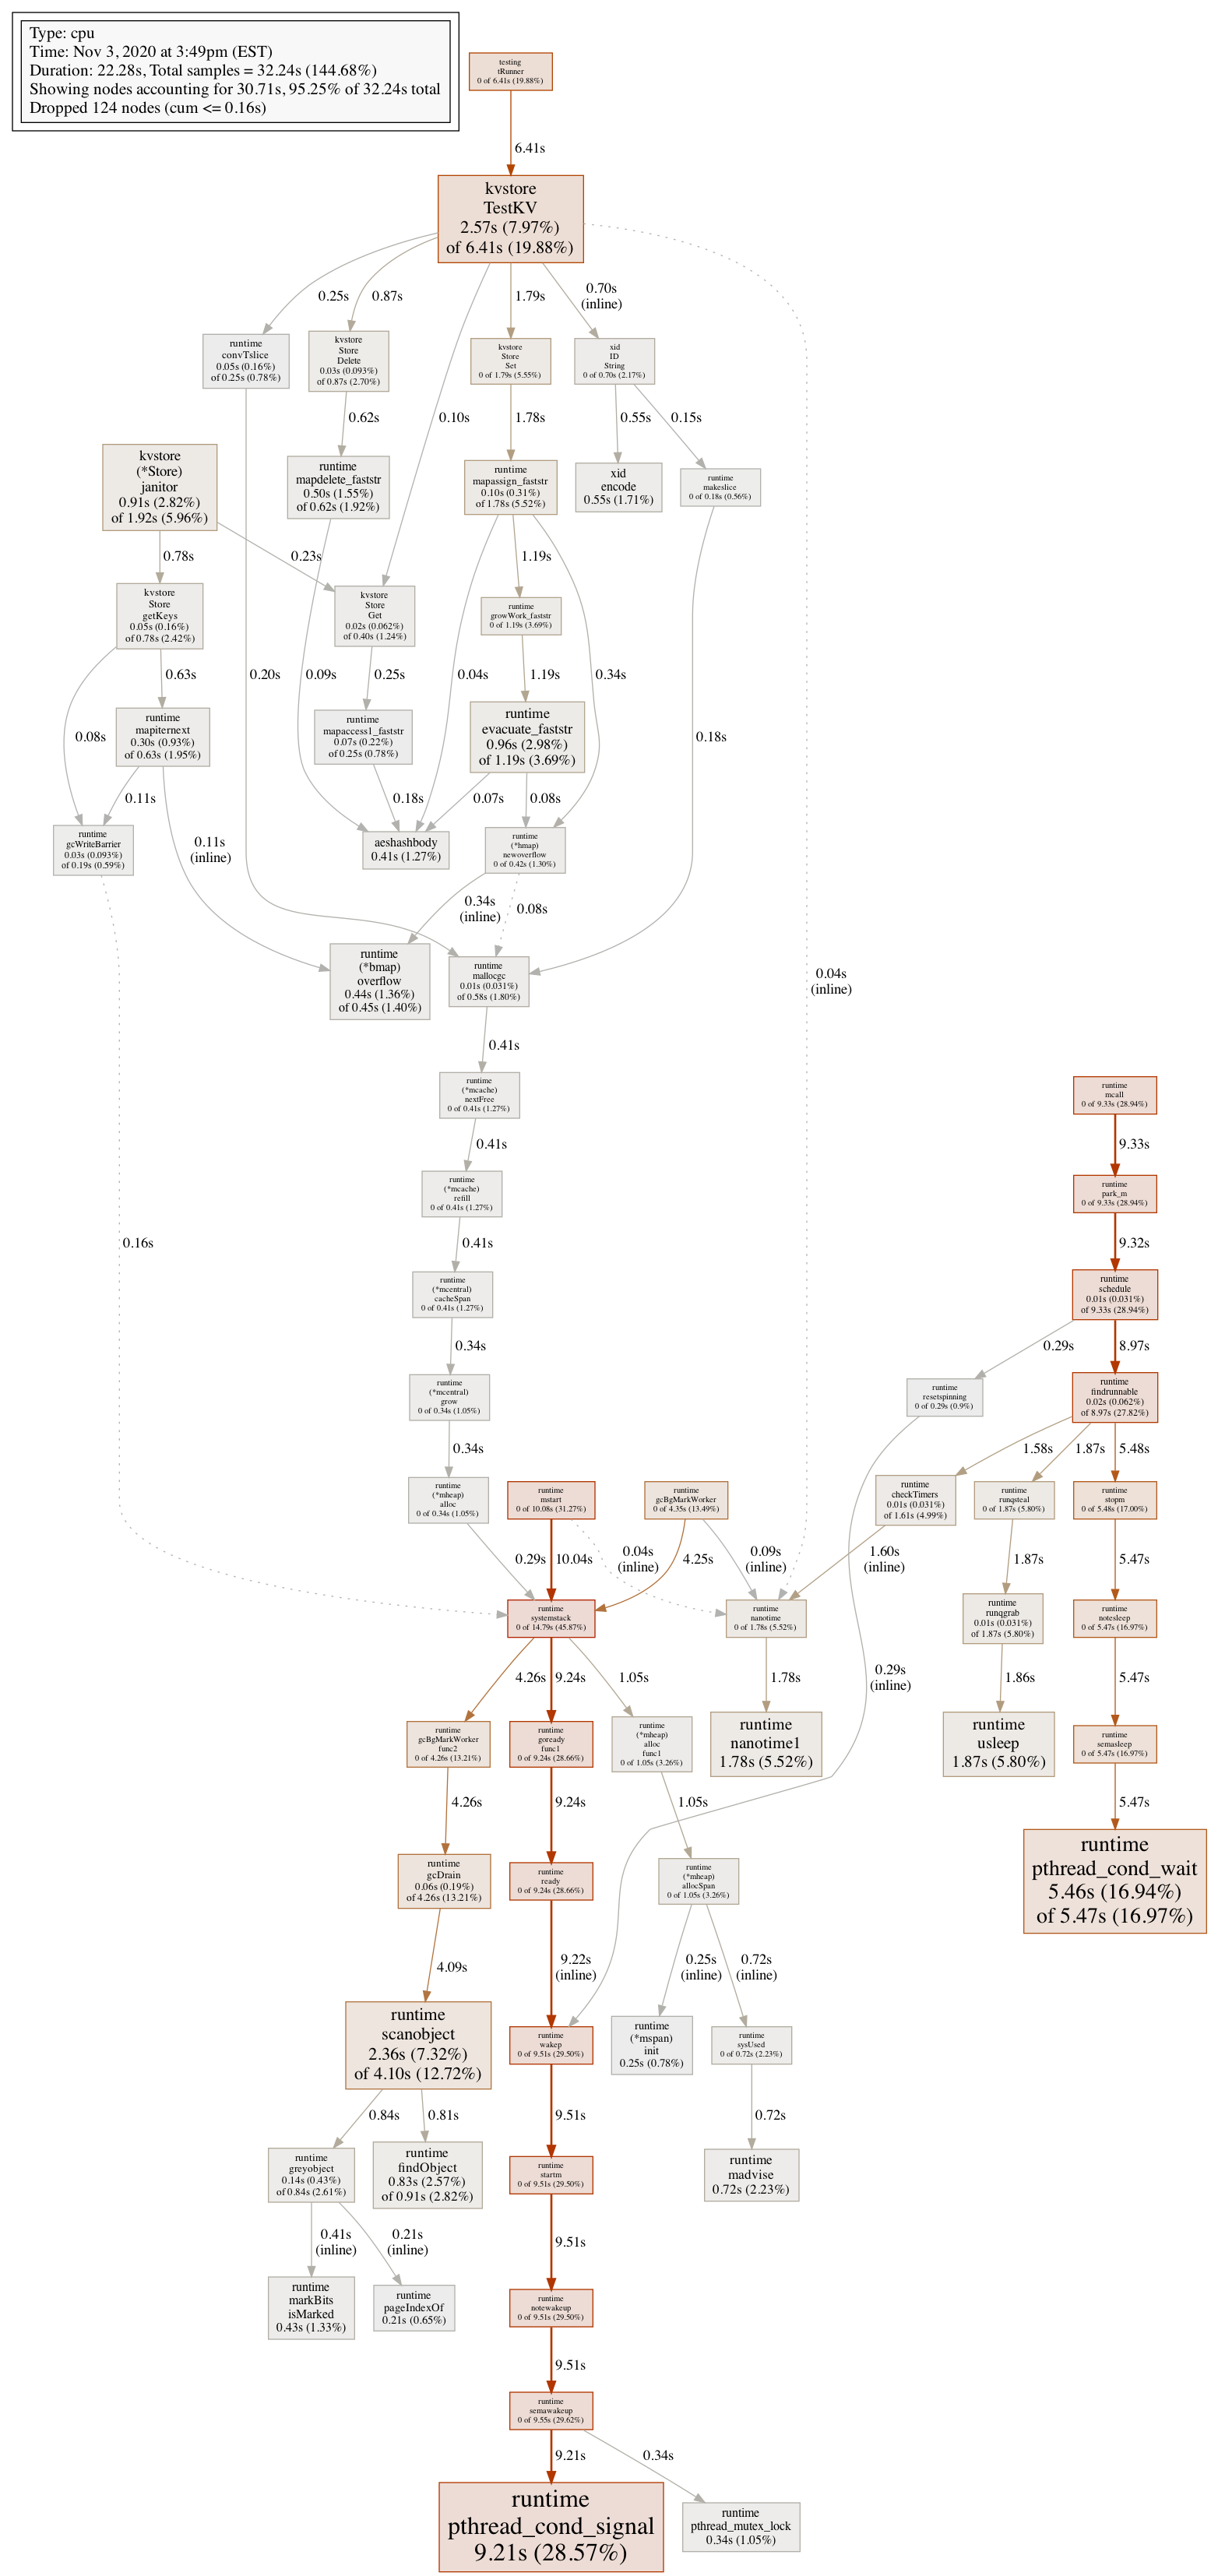 Type: cpu
Time: Nov 3, 2020 at 3:49pm (EST)
Duration: 22.28s, Total samples = 32.24s (144.68%)
Showing nodes accounting for 30.71s, 95.25% of 32.24s total
Dropped 124 nodes (cum <= 0.16s)
testing
tRunner
0 of 6.41s (19.88%)
6.41s
kvstore
TestKV
2.57s (7.97%)
of 6.41s (19.88%)
0.25s
0.87s
1.79s
0.70s
(inline)
runtime
convTslice
0.05s (0.16%)
of 0.25s (0.78%)
kvstore
Store
Delete
0.03s (0.093%)
of 0.87s (2.70%)
kvstore
Store
Set
0 of 1.79s (5.55%)
xid
ID
String
0 of 0.70s (2.17%)
0.62s
0.10s
1.78s
0.55s
0.15s
kvstore
(*Store)
janitor
0.91s (2.82%)
of 1.92s (5.96%)
runtime
mapdelete_faststr
0.50s (1.55%)
of 0.62s (1.92%)
runtime
mapassign_faststr
0.10s (0.31%)
of 1.78s (5.52%)
xid
encode
0.55s (1.71%)
runtime
makeslice
0 of 0.18s (0.56%)
0.78s
0.23s
1.19s
kvstore
Store
getKeys
0.05s (0.16%)
of 0.78s (2.42%)
kvstore
Store
Get
0.02s (0.062%)
of 0.40s (1.24%)
runtime
growWork_faststr
0 of 1.19s (3.69%)
0.63s
0.20s
0.09s
0.25s
0.04s
1.19s
0.34s
0.08s
runtime
mapiternext
0.30s (0.93%)
of 0.63s (1.95%)
runtime
mapaccess1_faststr
0.07s (0.22%)
of 0.25s (0.78%)
runtime
evacuate_faststr
0.96s (2.98%)
of 1.19s (3.69%)
0.18s
0.11s
0.18s
0.07s
0.08s
runtime
gcWriteBarrier
0.03s (0.093%)
of 0.19s (0.59%)
0.11s
(inline)
aeshashbody
0.41s (1.27%)
runtime
(*hmap)
newoverflow
0 of 0.42s (1.30%)
0.34s
(inline)
0.08s
runtime
(*bmap)
overflow
0.44s (1.36%)
of 0.45s (1.40%)
runtime
mallocgc
0.01s (0.031%)
of 0.58s (1.80%)
0.04s
(inline)
0.41s
runtime
(*mcache)
nextFree
0 of 0.41s (1.27%)
runtime
mcall
0 of 9.33s (28.94%)
0.41s
9.33s
runtime
(*mcache)
refill
0 of 0.41s (1.27%)
runtime
park_m
0 of 9.33s (28.94%)
0.16s
0.41s
9.32s
runtime
(*mcentral)
cacheSpan
0 of 0.41s (1.27%)
runtime
schedule
0.01s (0.031%)
of 9.33s (28.94%)
0.34s
0.29s
8.97s
runtime
(*mcentral)
grow
0 of 0.34s (1.05%)
runtime
resetspinning
0 of 0.29s (0.9%)
runtime
findrunnable
0.02s (0.062%)
of 8.97s (27.82%)
0.34s
1.58s
1.87s
5.48s
runtime
(*mheap)
alloc
0 of 0.34s (1.05%)
runtime
mstart
0 of 10.08s (31.27%)
runtime
gcBgMarkWorker
0 of 4.35s (13.49%)
runtime
checkTimers
0.01s (0.031%)
of 1.61s (4.99%)
runtime
runqsteal
0 of 1.87s (5.80%)
runtime
stopm
0 of 5.48s (17.00%)
0.29s
10.04s
0.04s
(inline)
4.25s
0.09s
(inline)
1.60s
(inline)
1.87s
5.47s
runtime
systemstack
0 of 14.79s (45.87%)
runtime
nanotime
0 of 1.78s (5.52%)
runtime
runqgrab
0.01s (0.031%)
of 1.87s (5.80%)
runtime
notesleep
0 of 5.47s (16.97%)
4.26s
9.24s
1.05s
1.78s
0.29s
(inline)
1.86s
5.47s
runtime
gcBgMarkWorker
func2
0 of 4.26s (13.21%)
runtime
goready
func1
0 of 9.24s (28.66%)
runtime
(*mheap)
alloc
func1
0 of 1.05s (3.26%)
runtime
nanotime1
1.78s (5.52%)
runtime
usleep
1.87s (5.80%)
runtime
semasleep
0 of 5.47s (16.97%)
4.26s
9.24s
1.05s
5.47s
runtime
gcDrain
0.06s (0.19%)
of 4.26s (13.21%)
runtime
ready
0 of 9.24s (28.66%)
runtime
(*mheap)
allocSpan
0 of 1.05s (3.26%)
runtime
pthread_cond_wait
5.46s (16.94%)
of 5.47s (16.97%)
4.09s
9.22s
(inline)
0.25s
(inline)
0.72s
(inline)
runtime
scanobject
2.36s (7.32%)
of 4.10s (12.72%)
runtime
wakep
0 of 9.51s (29.50%)
runtime
(*mspan)
init
0.25s (0.78%)
runtime
sysUsed
0 of 0.72s (2.23%)
0.84s
0.81s
9.51s
0.72s
runtime
greyobject
0.14s (0.43%)
of 0.84s (2.61%)
runtime
findObject
0.83s (2.57%)
of 0.91s (2.82%)
runtime
startm
0 of 9.51s (29.50%)
runtime
madvise
0.72s (2.23%)
0.41s
(inline)
0.21s
(inline)
9.51s
runtime
markBits
isMarked
0.43s (1.33%)
runtime
pageIndexOf
0.21s (0.65%)
runtime
notewakeup
0 of 9.51s (29.50%)
9.51s
runtime
semawakeup
0 of 9.55s (29.62%)
9.21s
0.34s
runtime
pthread_cond_signal
9.21s (28.57%)
runtime
pthread_mutex_lock
0.34s (1.05%)